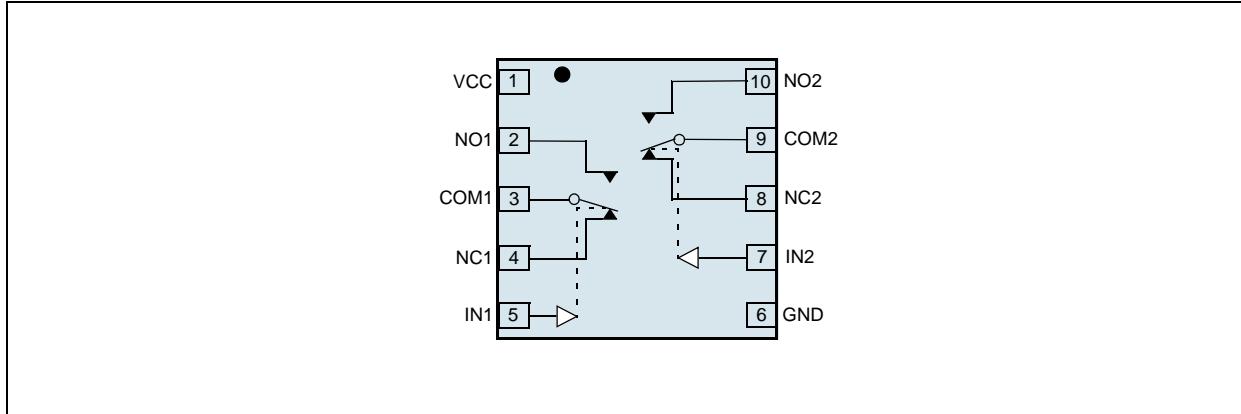 VCC 1
10 NO2
NO1 2
9 COM2
COM1 3
8 NC2
NC1 4
7 IN2
IN1 5
6 GND